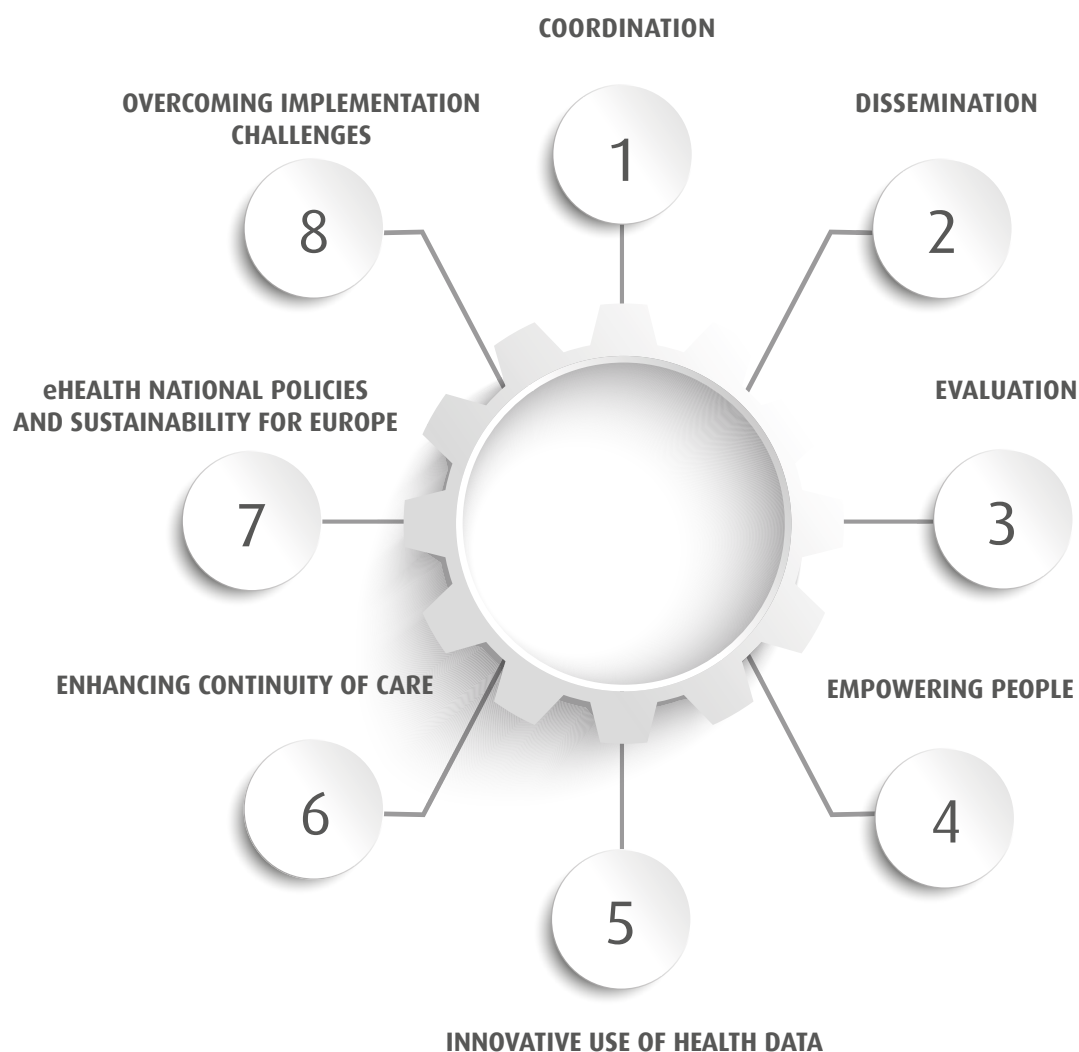 COORDINATION
1
DISSEMINATION
2
EVALUATION
3
EMPOWERING PEOPLE
4
5
INNOVATIVE USE OF HEALTH DATA
ENHANCING CONTINUITY OF CARE
6
eHEALTH NATIONAL POLICIES
AND SUSTAINABILITY FOR EUROPE
7
OVERCOMING IMPLEMENTATION
CHALLENGES
8